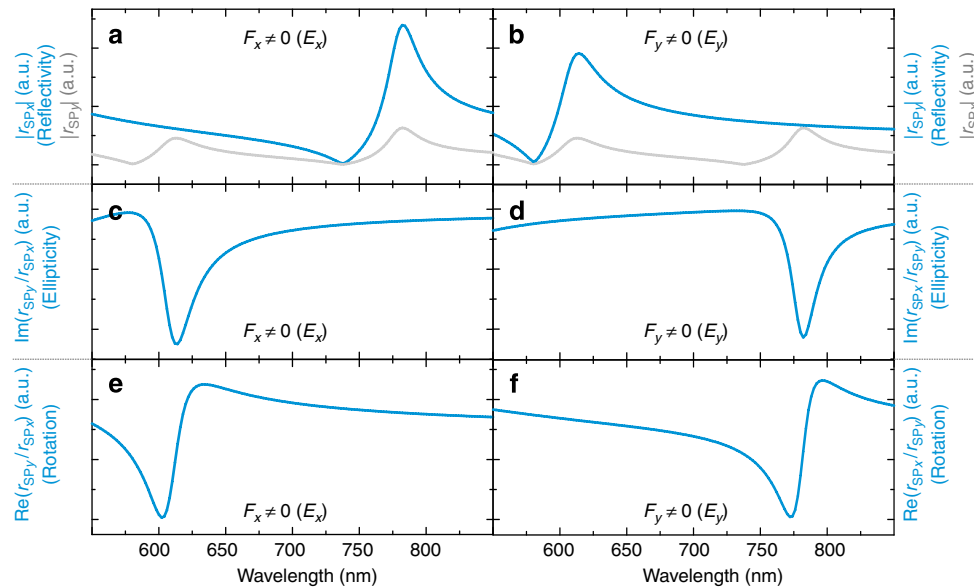 a
F_x ≠ 0 (E_x)
|r_SPx| (a.u.)
(Reflectivity)
|r_SPy| (a.u.)
b
F_y ≠ 0 (E_y)
|r_SPy| (a.u.)
(Reflectivity)
|r_SPx| (a.u.)
c
F_x ≠ 0 (E_x)
Im(r_SPy/r_SPx) (a.u.)
(Ellipticity)
d
F_y ≠ 0 (E_y)
Im(r_SPx/r_SPy) (a.u.)
(Ellipticity)
e
F_x ≠ 0 (E_x)
Re(r_SPy/r_SPx) (a.u.)
(Rotation)
f
F_y ≠ 0 (E_y)
Re(r_SPx/r_SPy) (a.u.)
(Rotation)
600 650 700 750 800
600 650 700 750 800
Wavelength (nm)
Wavelength (nm)